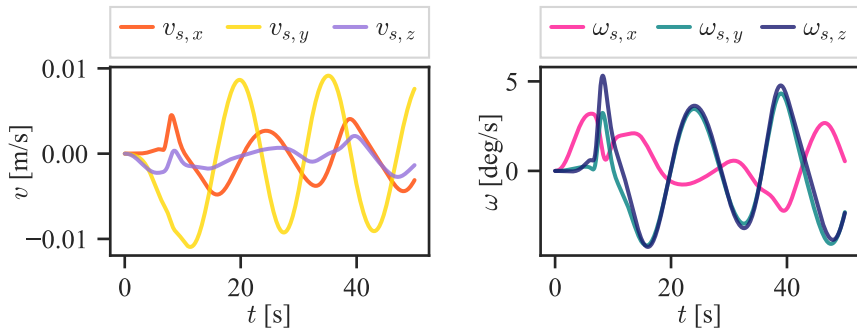 v_{s,x} v_{s,y} v_{s,z}
0.01
0.00
−0.01
v [m/s]
0 20 40
t [s]
ω_{s,x} ω_{s,y} ω_{s,z}
5
0
ω [deg/s]
0 20 40
t [s]